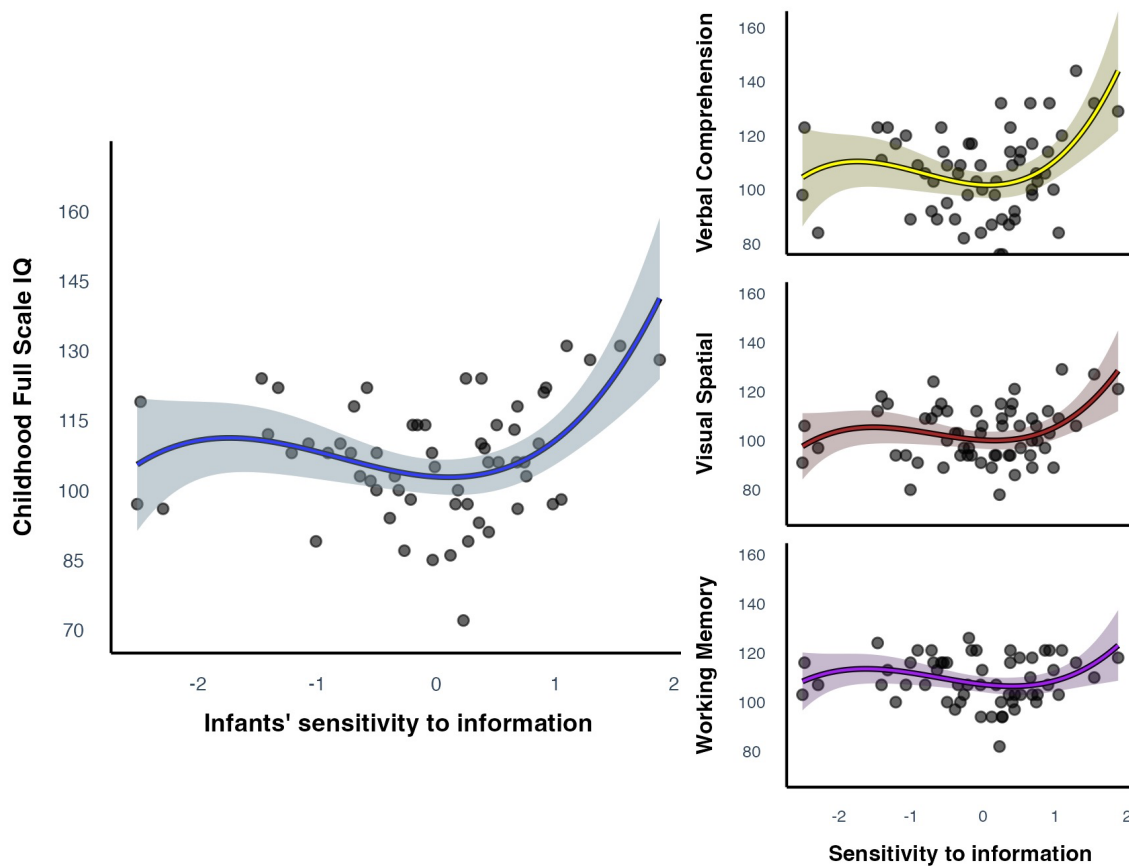 Childhood Full Scale IQ
160
145
130
115
100
85
70
-2 -1 0 1 2
Infants' sensitivity to information
Verbal Comprehension
160
140
120
100
80
Visual Spatial
160
140
120
100
80
Working Memory
160
140
120
100
80
-2 -1 0 1 2
Sensitivity to information